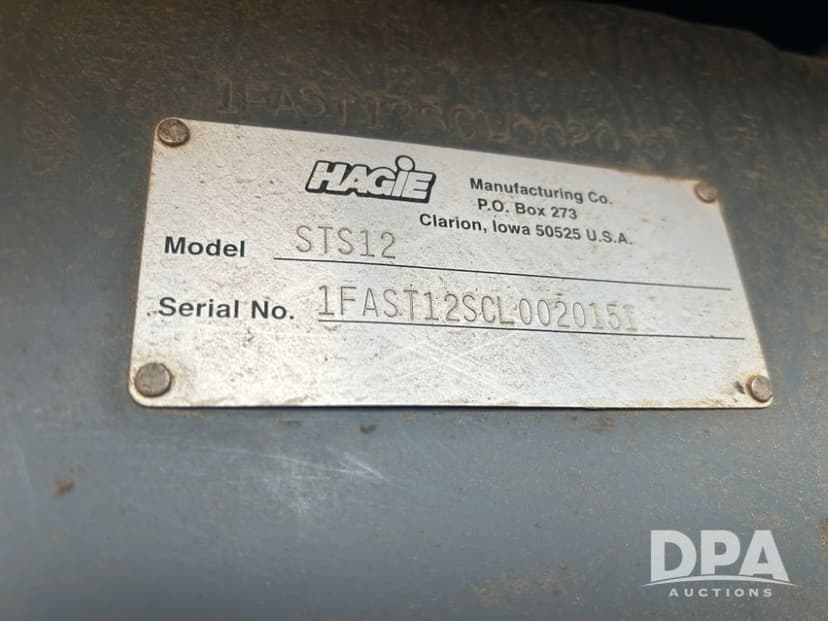 HAGIE
Manufacturing Co.
P.O. Box 273
Clarion, Iowa 50525 U.S.A.
Model STS12
Serial No. 1FAST12SCL0020151
DPA
AUCTIONS